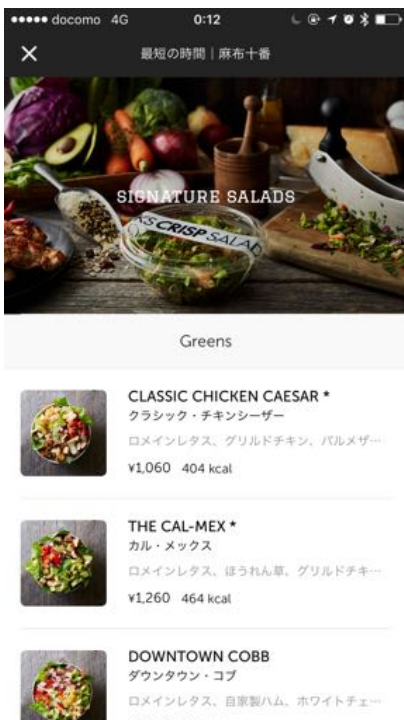 docomo 4G 0:12
最短の時間｜麻布十番
SIGNATURE SALADS
CRISP SALAD
Greens
CLASSIC CHICKEN CAESAR *
クラシック・チキンシーザー
ロメインレタス、グリルドチキン、パルメザ…
¥1,060 404 kcal
THE CAL-MEX *
カル・メックス
ロメインレタス、ほうれん草、グリルドチキ…
¥1,260 464 kcal
DOWNTOWN COBB
ダウンタウン・コブ
ロメインレタス、自家製ハム、ホワイトチェ…